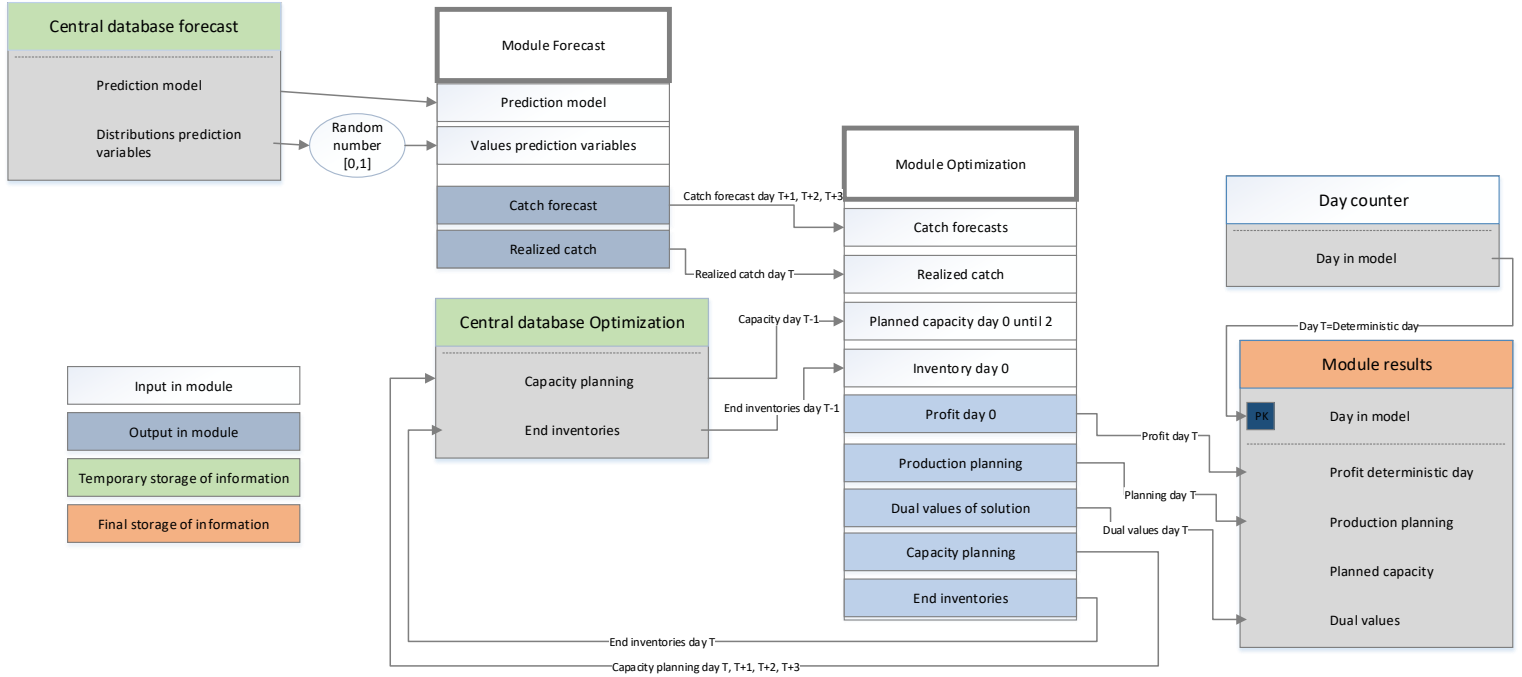 Central database forecast
Prediction model
Distributions prediction
variables
Random
number
[0,1]
Module Forecast
Prediction model
Values prediction variables
Catch forecast
Realized catch
Catch forecast day T+1, T+2, T+3
Realized catch day T
Central database Optimization
Capacity planning
End inventories
Capacity day T-1
End inventories day T-1
Module Optimization
Catch forecasts
Realized catch
Planned capacity day 0 until 2
Inventory day 0
Profit day 0
Production planning
Dual values of solution
Capacity planning
End inventories
Profit day T
Planning day T
Dual values day T
End inventories day T
Capacity planning day T, T+1, T+2, T+3
Day counter
Day in model
Day T=Deterministic day
Module results
PK
Day in model
Profit deterministic day
Production planning
Planned capacity
Dual values
Input in module
Output in module
Temporary storage of information
Final storage of information